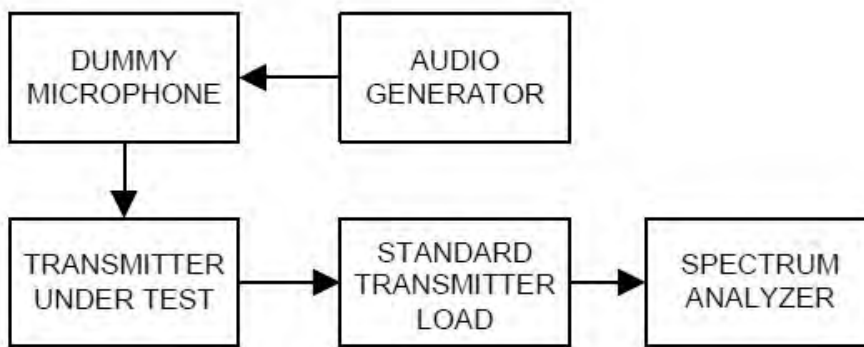 DUMMY
MICROPHONE
AUDIO
GENERATOR
TRANSMITTER
UNDER TEST
STANDARD
TRANSMITTER
LOAD
SPECTRUM
ANALYZER